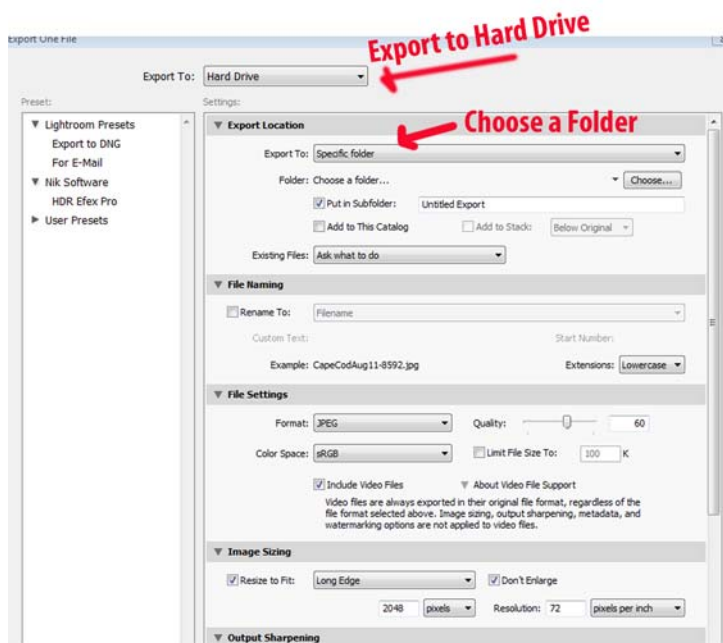 Export One File
Export to Hard Drive
Export To: Hard Drive
Preset:
Settings:
Lightroom Presets
Export to DNG
For E-Mail
Nik Software
HDR Efex Pro
User Presets
Export Location
Choose a Folder
Export To: Specific folder
Folder: Choose a folder... Choose...
Put in Subfolder: Untitled Export
Add to This Catalog Add to Stack: Below Original
Existing Files: Ask what to do
File Naming
Rename To: Filename
Custom Text: Start Number:
Example: CapeCodAug11-8592.jpg Extensions: Lowercase
File Settings
Format: JPEG Quality: 60
Color Space: sRGB Limit File Size To: 100 K
Include Video Files About Video File Support
Video files are always exported in their original file format, regardless of the
file format selected above. Image sizing, output sharpening, metadata, and
watermarking options are not applied to video files.
Image Sizing
Resize to Fit: Long Edge Don't Enlarge
2048 pixels Resolution: 72 pixels per inch
Output Sharpening